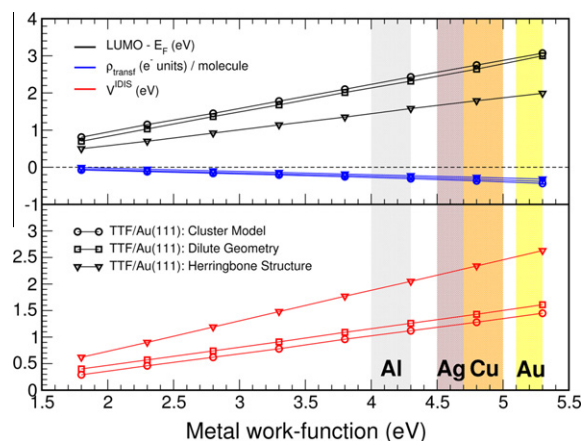 4
3
2
1
0
-1
LUMO - E_F (eV)
ρ_transf (e⁻ units) / molecule
V^IDIS (eV)
3
2.5
2
1.5
1
0.5
0
TTF/Au(111): Cluster Model
TTF/Au(111): Dilute Geometry
TTF/Au(111): Herringbone Structure
Al Ag Cu Au
1.5 2 2.5 3 3.5 4 4.5 5 5.5
Metal work-function (eV)